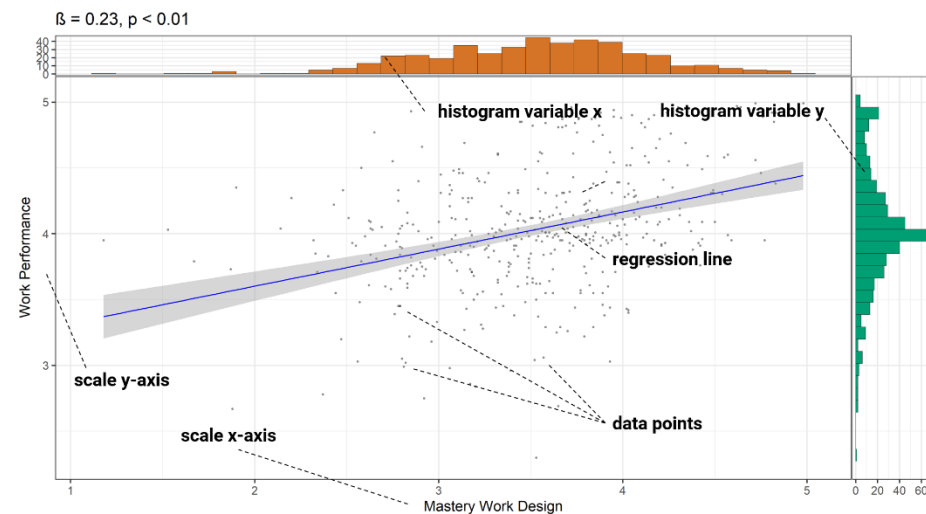 ß = 0.23, p < 0.01
40
30
20
10
0
histogram variable x
histogram variable y
5
4
3
Work Performance
regression line
scale y-axis
data points
scale x-axis
1 2 3 4 5
0 20 40 60
Mastery Work Design